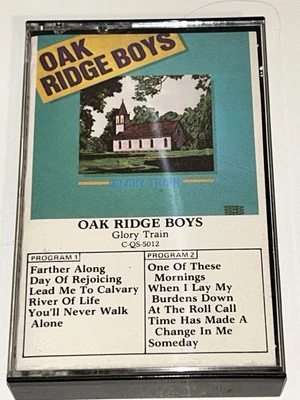 OAK
RIDGE BOYS
GLORY TRAIN
OAK RIDGE BOYS
Glory Train
C-QS-5012
PROGRAM 1
Farther Along
Day Of Rejoicing
Lead Me To Calvary
River Of Life
You'll Never Walk
Alone
PROGRAM 2
One Of These
Mornings
When I Lay My
Burdens Down
At The Roll Call
Time Has Made A
Change In Me
Someday